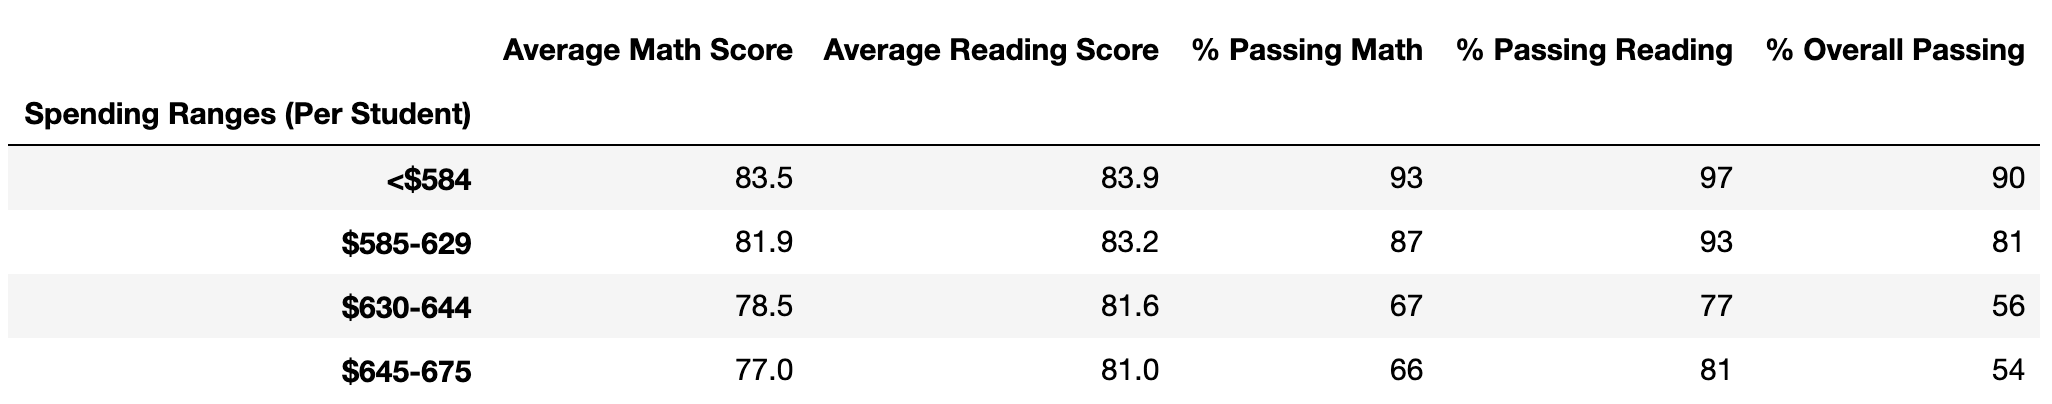 Average Math Score Average Reading Score % Passing Math % Passing Reading % Overall Passing
Spending Ranges (Per Student)
<$584 83.5 83.9 93 97 90
$585-629 81.9 83.2 87 93 81
$630-644 78.5 81.6 67 77 56
$645-675 77.0 81.0 66 81 54